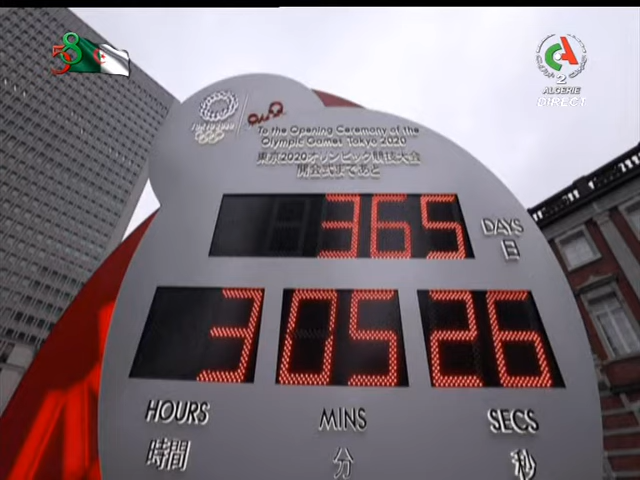 58
2
ALGERIE
DIRECT
TOKYO 2020
To the Opening Ceremony of the
Olympic Games Tokyo 2020
東京2020オリンピック競技大会
開会式まであと
365
DAYS
日
3 05 26
HOURS MINS SECS
時間 分 秒